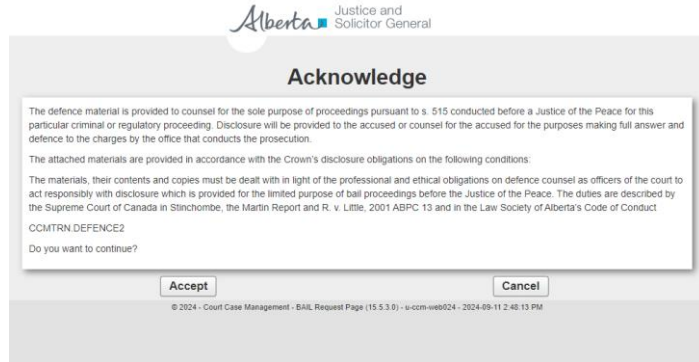 Alberta Justice and
Solicitor General
Acknowledge
The defence material is provided to counsel for the sole purpose of proceedings pursuant to s. 515 conducted before a Justice of the Peace for this
particular criminal or regulatory proceeding. Disclosure will be provided to the accused or counsel for the accused for the purposes making full answer and
defence to the charges by the office that conducts the prosecution.
The attached materials are provided in accordance with the Crown's disclosure obligations on the following conditions:
The materials, their contents and copies must be dealt with in light of the professional and ethical obligations on defence counsel as officers of the court to
act responsibly with disclosure which is provided for the limited purpose of bail proceedings before the Justice of the Peace. The duties are described by
the Supreme Court of Canada in Stinchombe, the Martin Report and R. v. Little, 2001 ABPC 13 and in the Law Society of Alberta's Code of Conduct
CCMTRN.DEFENCE2
Do you want to continue?
Accept Cancel
© 2024 - Court Case Management - BAIL Request Page (15.5.3.0) - u-ccm-web024 - 2024-09-11 2:48:13 PM